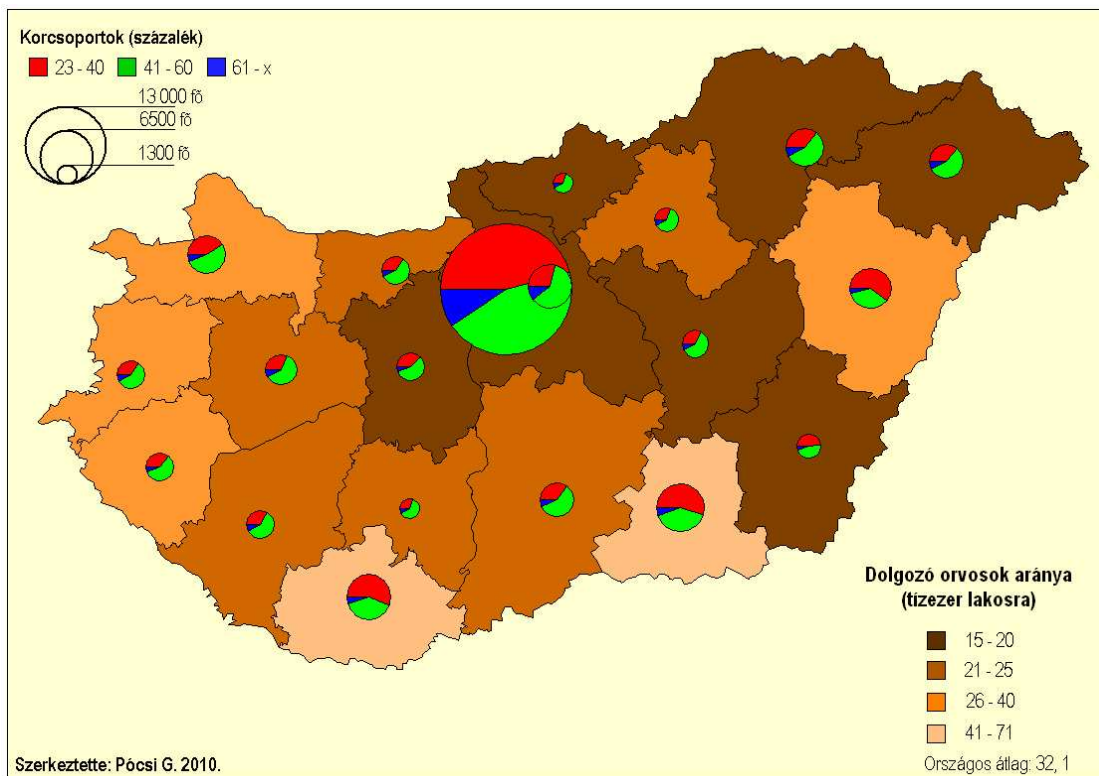 Korcsoportok (százalék)
23 - 40 41 - 60 61 - x
13 000 fő
6500 fő
1300 fő
Dolgozó orvosok aránya
(tízezer lakosra)
15 - 20
21 - 25
26 - 40
41 - 71
Országos átlag: 32, 1
Szerkeztette: Pócsi G. 2010.